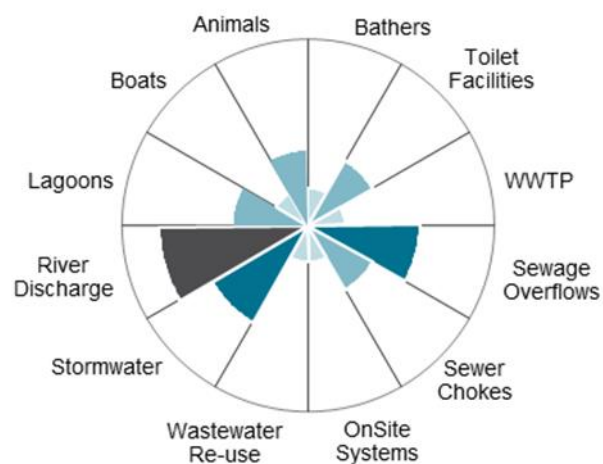 Animals
Bathers
Toilet
Facilities
WWTP
Sewage
Overflows
Sewer
Chokes
OnSite
Systems
Wastewater
Re-use
Stormwater
River
Discharge
Lagoons
Boats